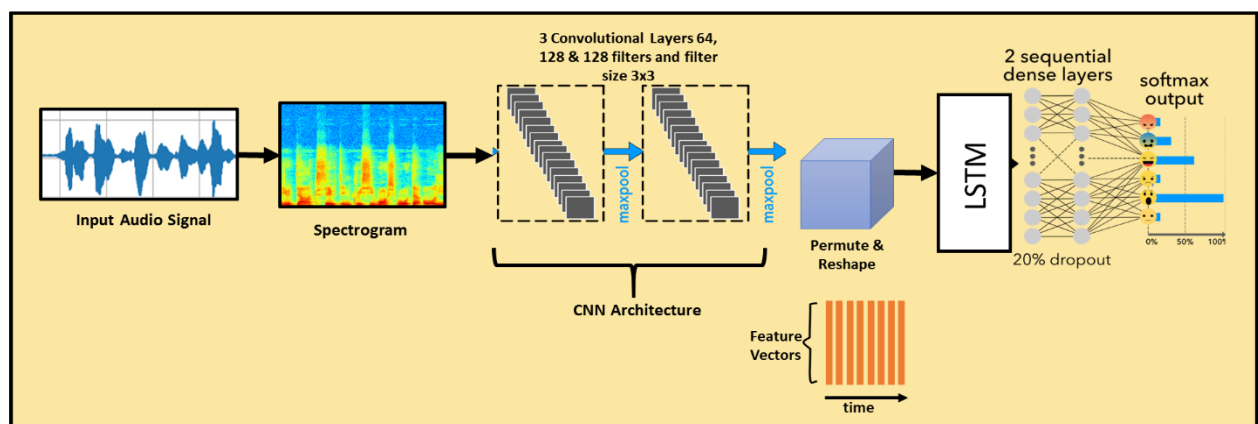 3 Convolutional Layers 64,
128 & 128 filters and filter
size 3x3
Input Audio Signal
Spectrogram
maxpool
maxpool
CNN Architecture
Permute &
Reshape
Feature
Vectors
time
LSTM
2 sequential
dense layers
20% dropout
softmax
output
0% 50% 100%